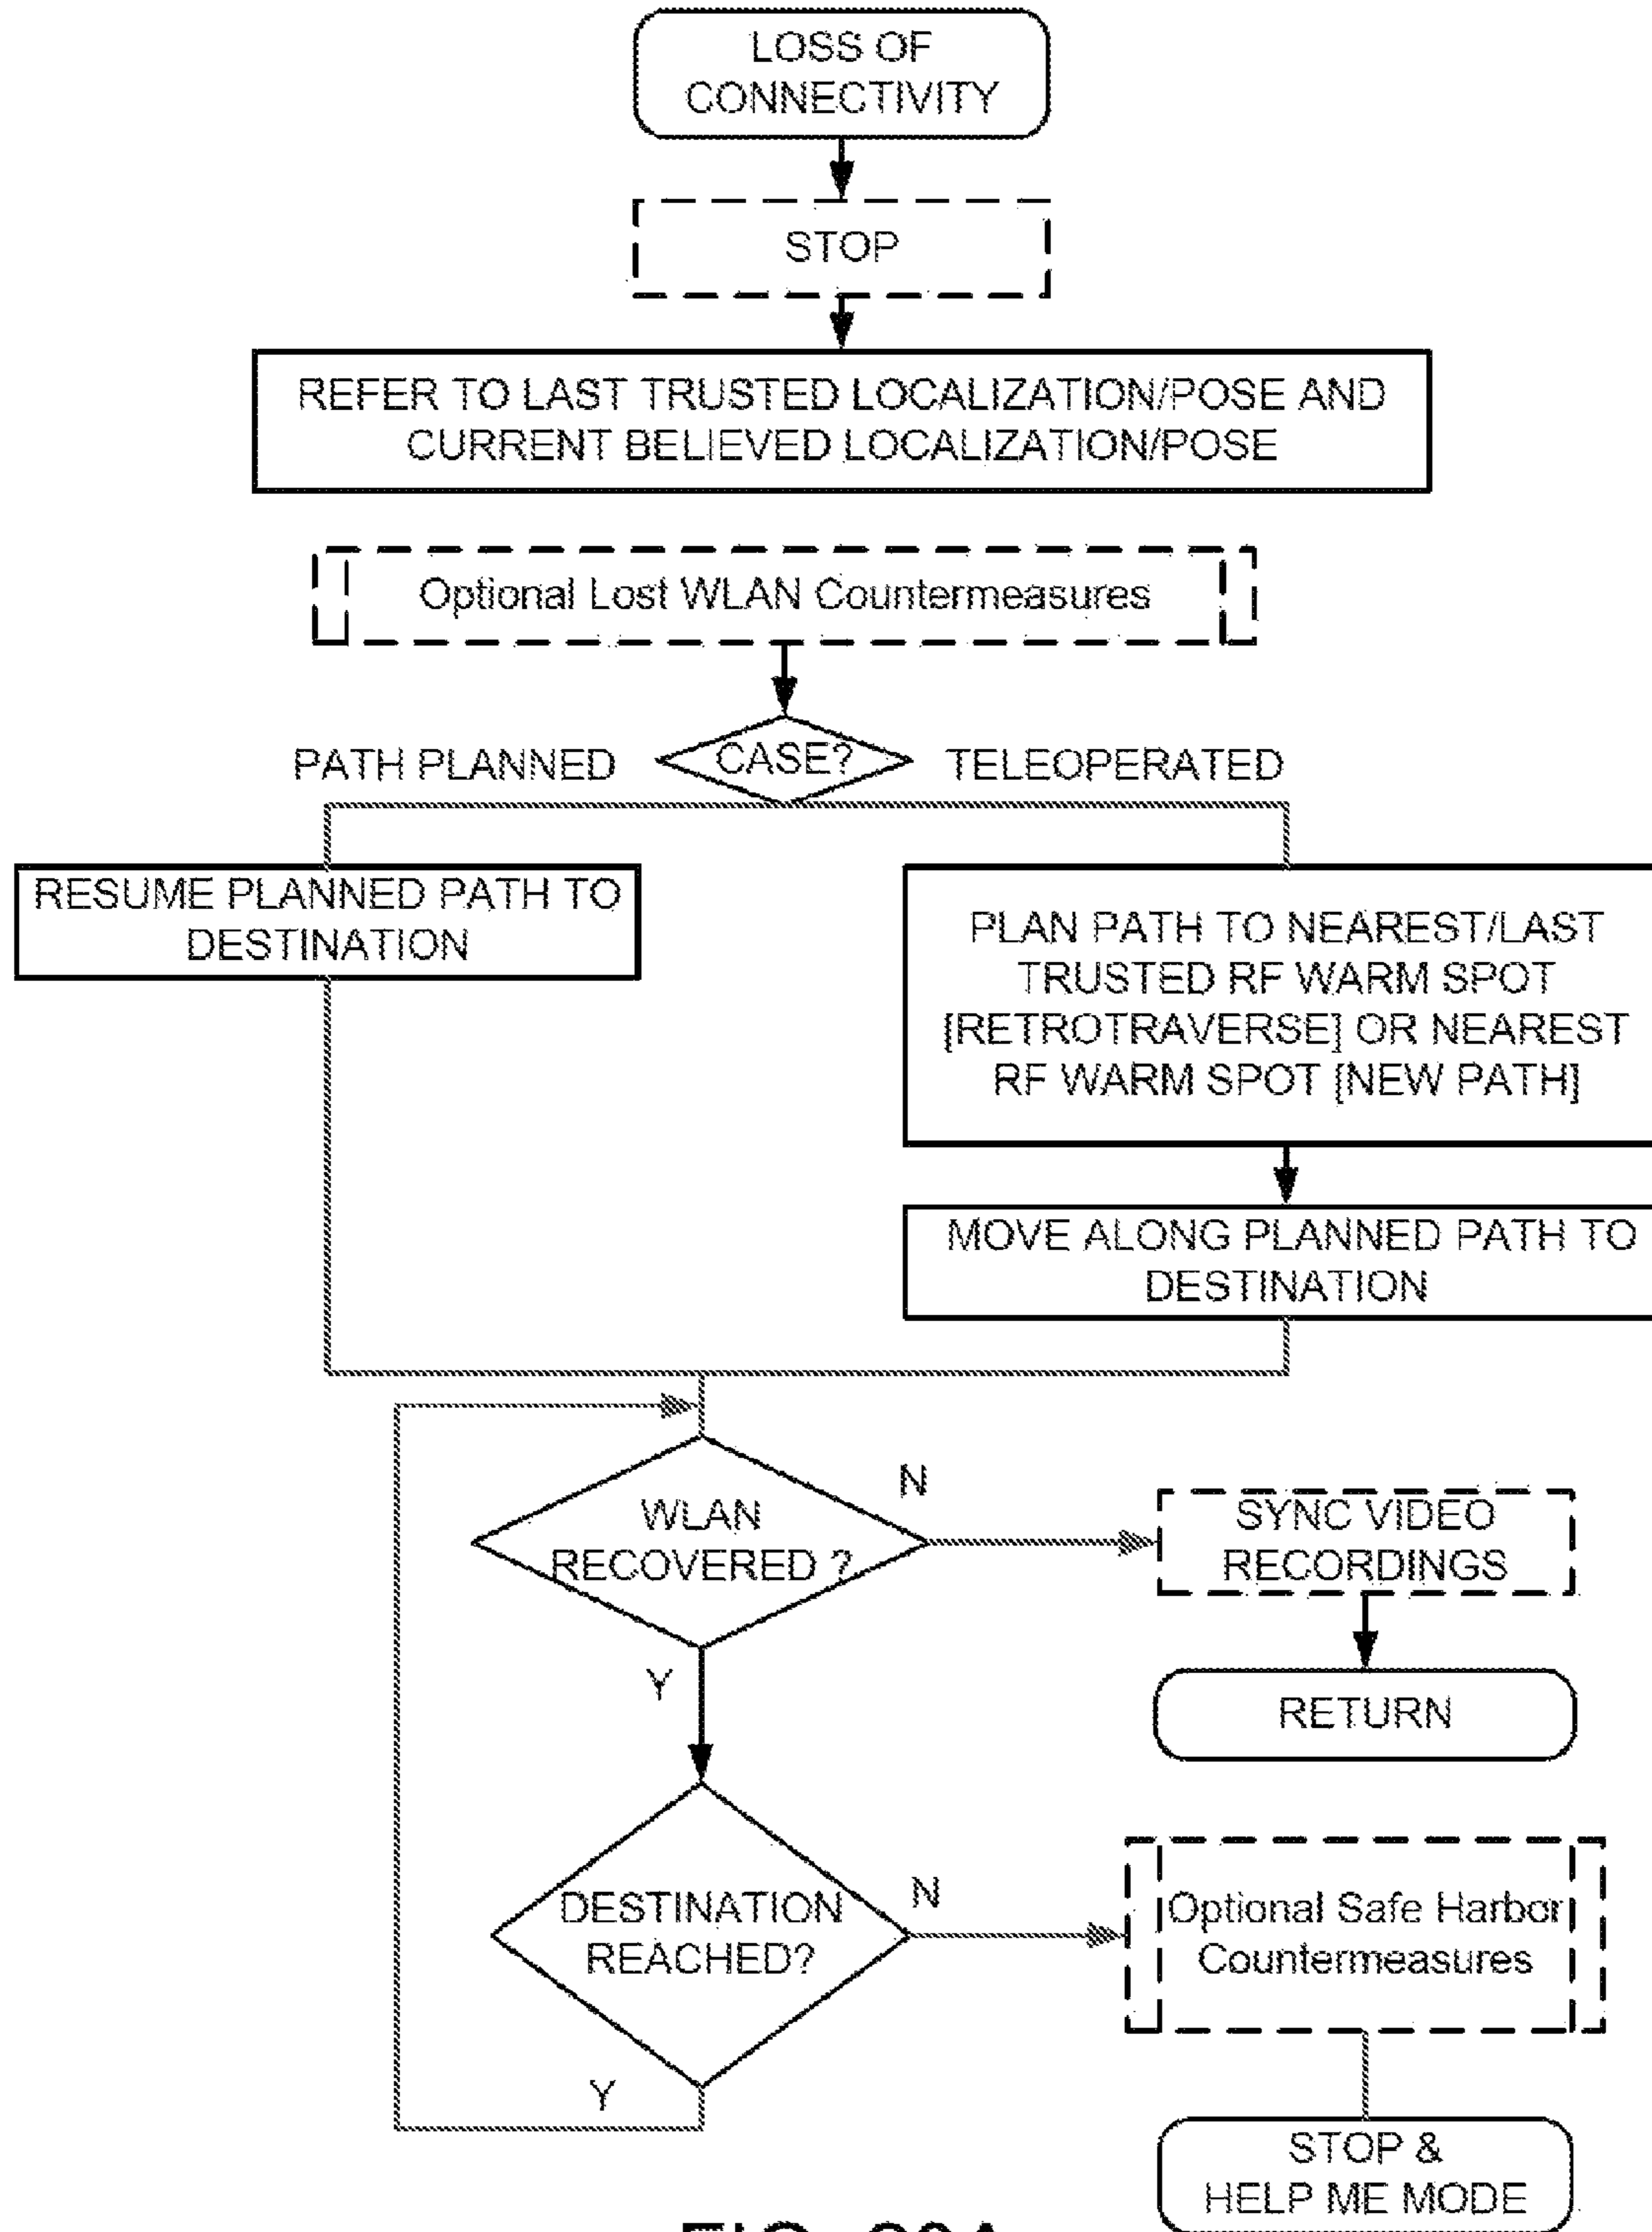 LOSS OF
CONNECTIVITY
STOP
REFER TO LAST TRUSTED LOCALIZATION/POSE AND
CURRENT BELIEVED LOCALIZATION/POSE
Optional Lost WLAN Countermeasures
CASE?
PATH PLANNED
TELEOPERATED
RESUME PLANNED PATH TO
DESTINATION
PLAN PATH TO NEAREST/LAST
TRUSTED RF WARM SPOT
[RETROTRAVERSE] OR NEAREST
RF WARM SPOT [NEW PATH]
MOVE ALONG PLANNED PATH TO
DESTINATION
WLAN
RECOVERED ?
N
SYNC VIDEO
RECORDINGS
Y
RETURN
DESTINATION
REACHED?
N
Optional Safe Harbor
Countermeasures
Y
STOP &
HELP ME MODE